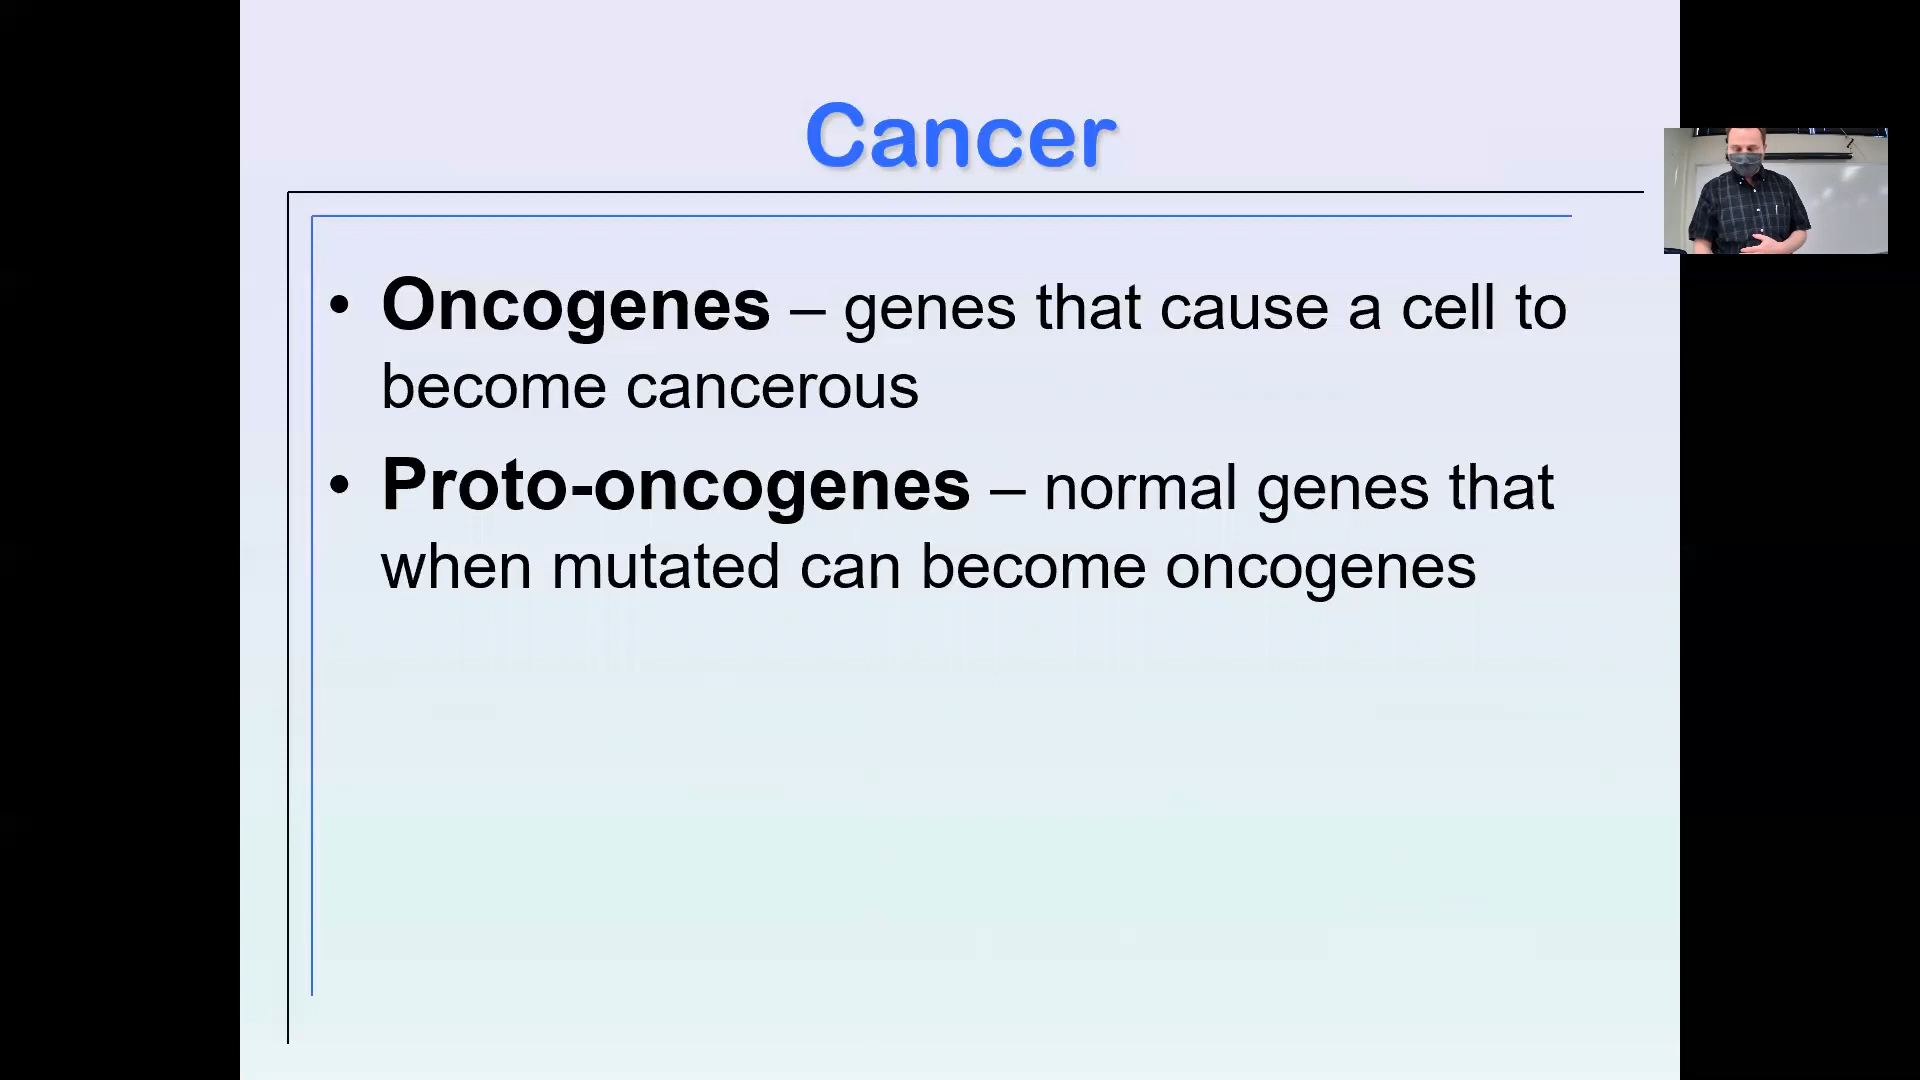 Cancer
• Oncogenes – genes that cause a cell to
become cancerous
• Proto-oncogenes – normal genes that
when mutated can become oncogenes